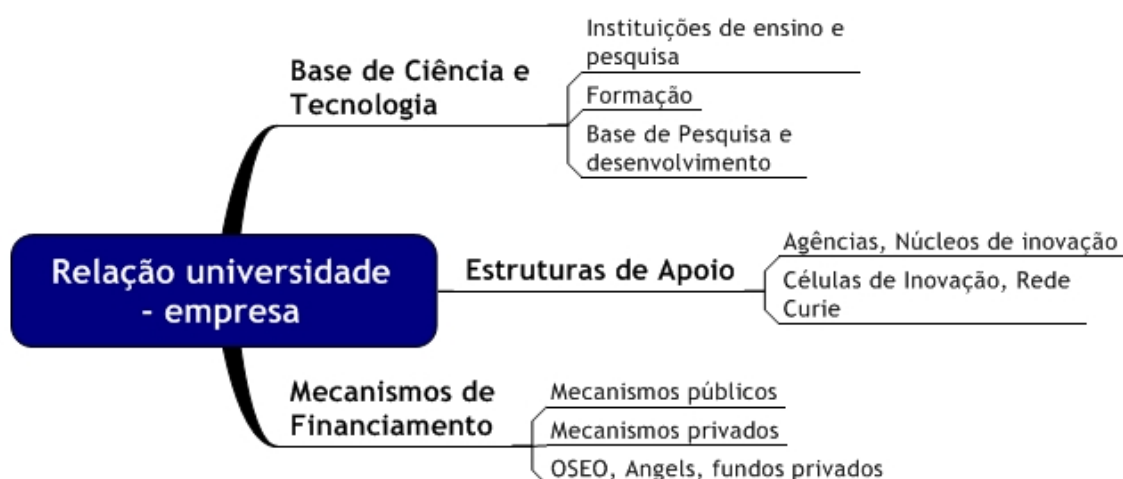 Relação universidade
- empresa
Base de Ciência e
Tecnologia
Instituições de ensino e
pesquisa
Formação
Base de Pesquisa e
desenvolvimento
Estruturas de Apoio
Agências, Núcleos de inovação
Células de Inovação, Rede
Curie
Mecanismos de
Financiamento
Mecanismos públicos
Mecanismos privados
OSEO, Angels, fundos privados